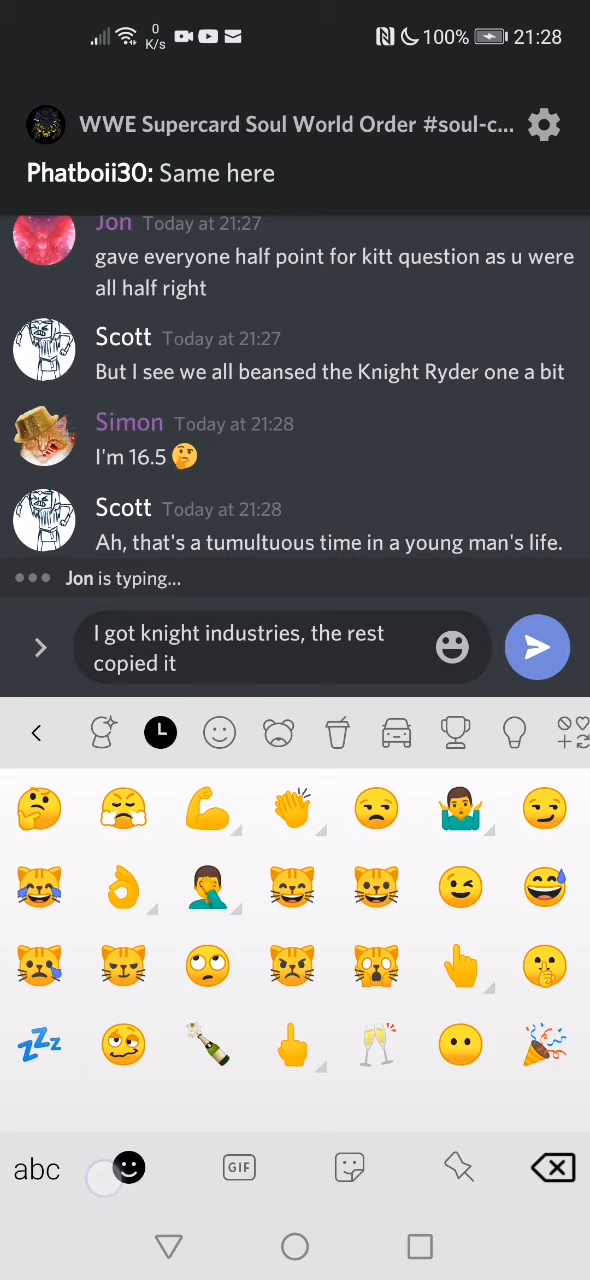 0
K/s
100%
21:28
WWE Supercard Soul World Order #soul-c...
Phatboii30: Same here
Jon Today at 21:27
gave everyone half point for kitt question as u were
all half right
Scott Today at 21:27
But I see we all beansed the Knight Ryder one a bit
Simon Today at 21:28
I'm 16.5 🤔
Scott Today at 21:28
Ah, that's a tumultuous time in a young man's life.
Jon is typing...
I got knight industries, the rest
copied it
abc
GIF